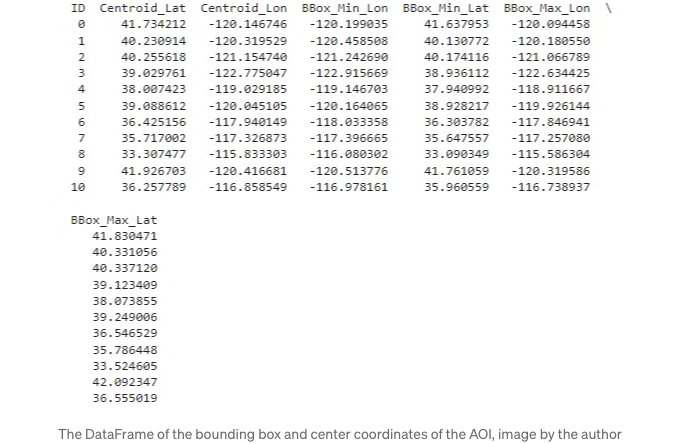 ID Centroid_Lat Centroid_Lon BBox_Min_Lon BBox_Min_Lat BBox_Max_Lon \
0 41.734212 -120.146746 -120.199035 41.637953 -120.094458
1 40.230914 -120.319529 -120.458508 40.130772 -120.180550
2 40.255618 -121.154740 -121.242690 40.174116 -121.066789
3 39.029761 -122.775047 -122.915669 38.936112 -122.634425
4 38.007423 -119.029185 -119.146703 37.940992 -118.911667
5 39.088612 -120.045105 -120.164065 38.928217 -119.926144
6 36.425156 -117.940149 -118.033358 36.303782 -117.846941
7 35.717002 -117.326873 -117.396665 35.647557 -117.257080
8 33.307477 -115.833303 -116.080302 33.090349 -115.586304
9 41.926703 -120.416681 -120.513776 41.761059 -120.319586
10 36.257789 -116.858549 -116.978161 35.960559 -116.738937
BBox_Max_Lat
41.830471
40.331056
40.337120
39.123409
38.073855
39.249006
36.546529
35.786448
33.524605
42.092347
36.555019
The DataFrame of the bounding box and center coordinates of the AOI, image by the author